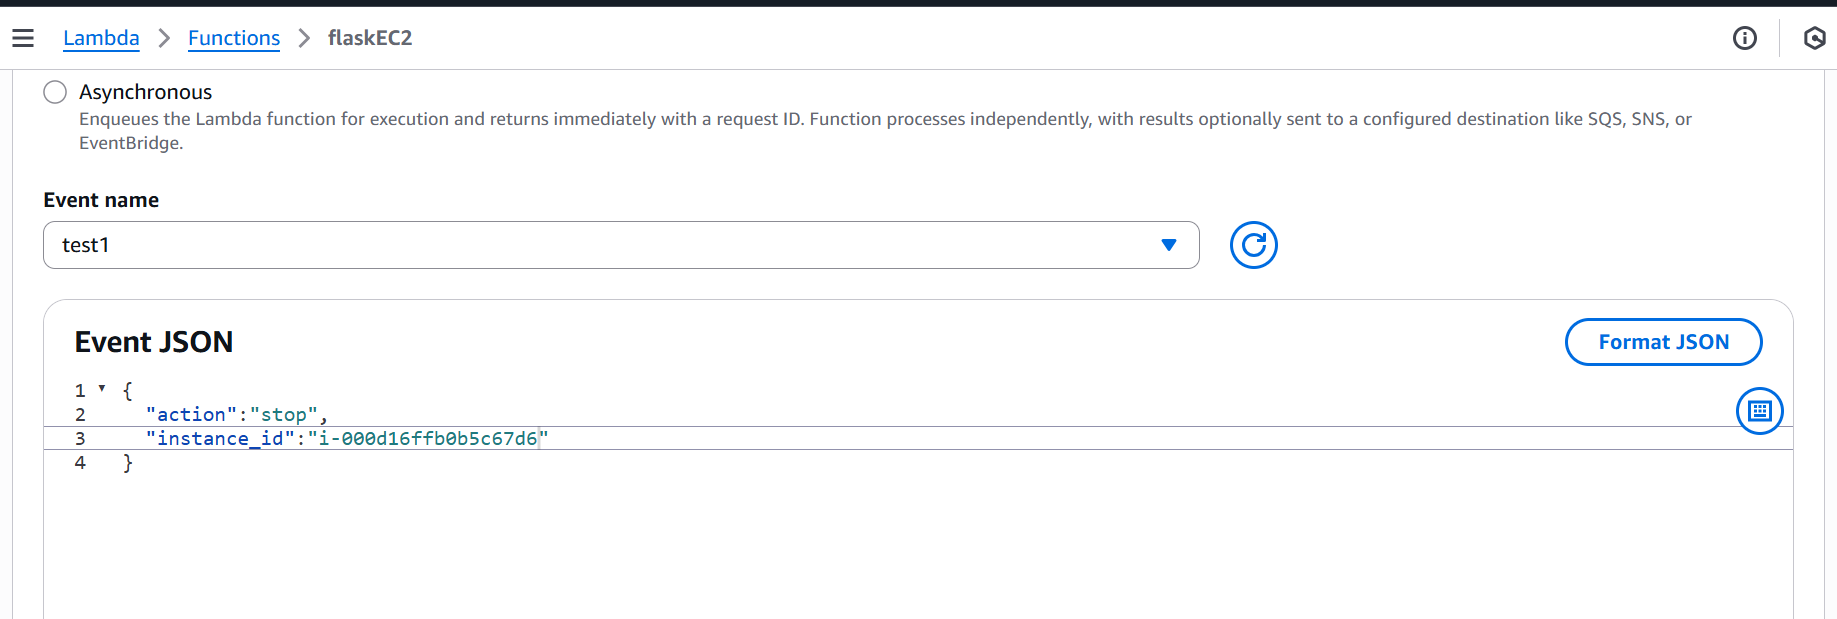 Lambda > Functions > flaskEC2
Asynchronous
Enqueues the Lambda function for execution and returns immediately with a request ID. Function processes independently, with results optionally sent to a configured destination like SQS, SNS, or
EventBridge.
Event name
test1
Event JSON
Format JSON
1 {
2 "action":"stop",
3 "instance_id":"i-000d16ffb0b5c67d6"
4 }